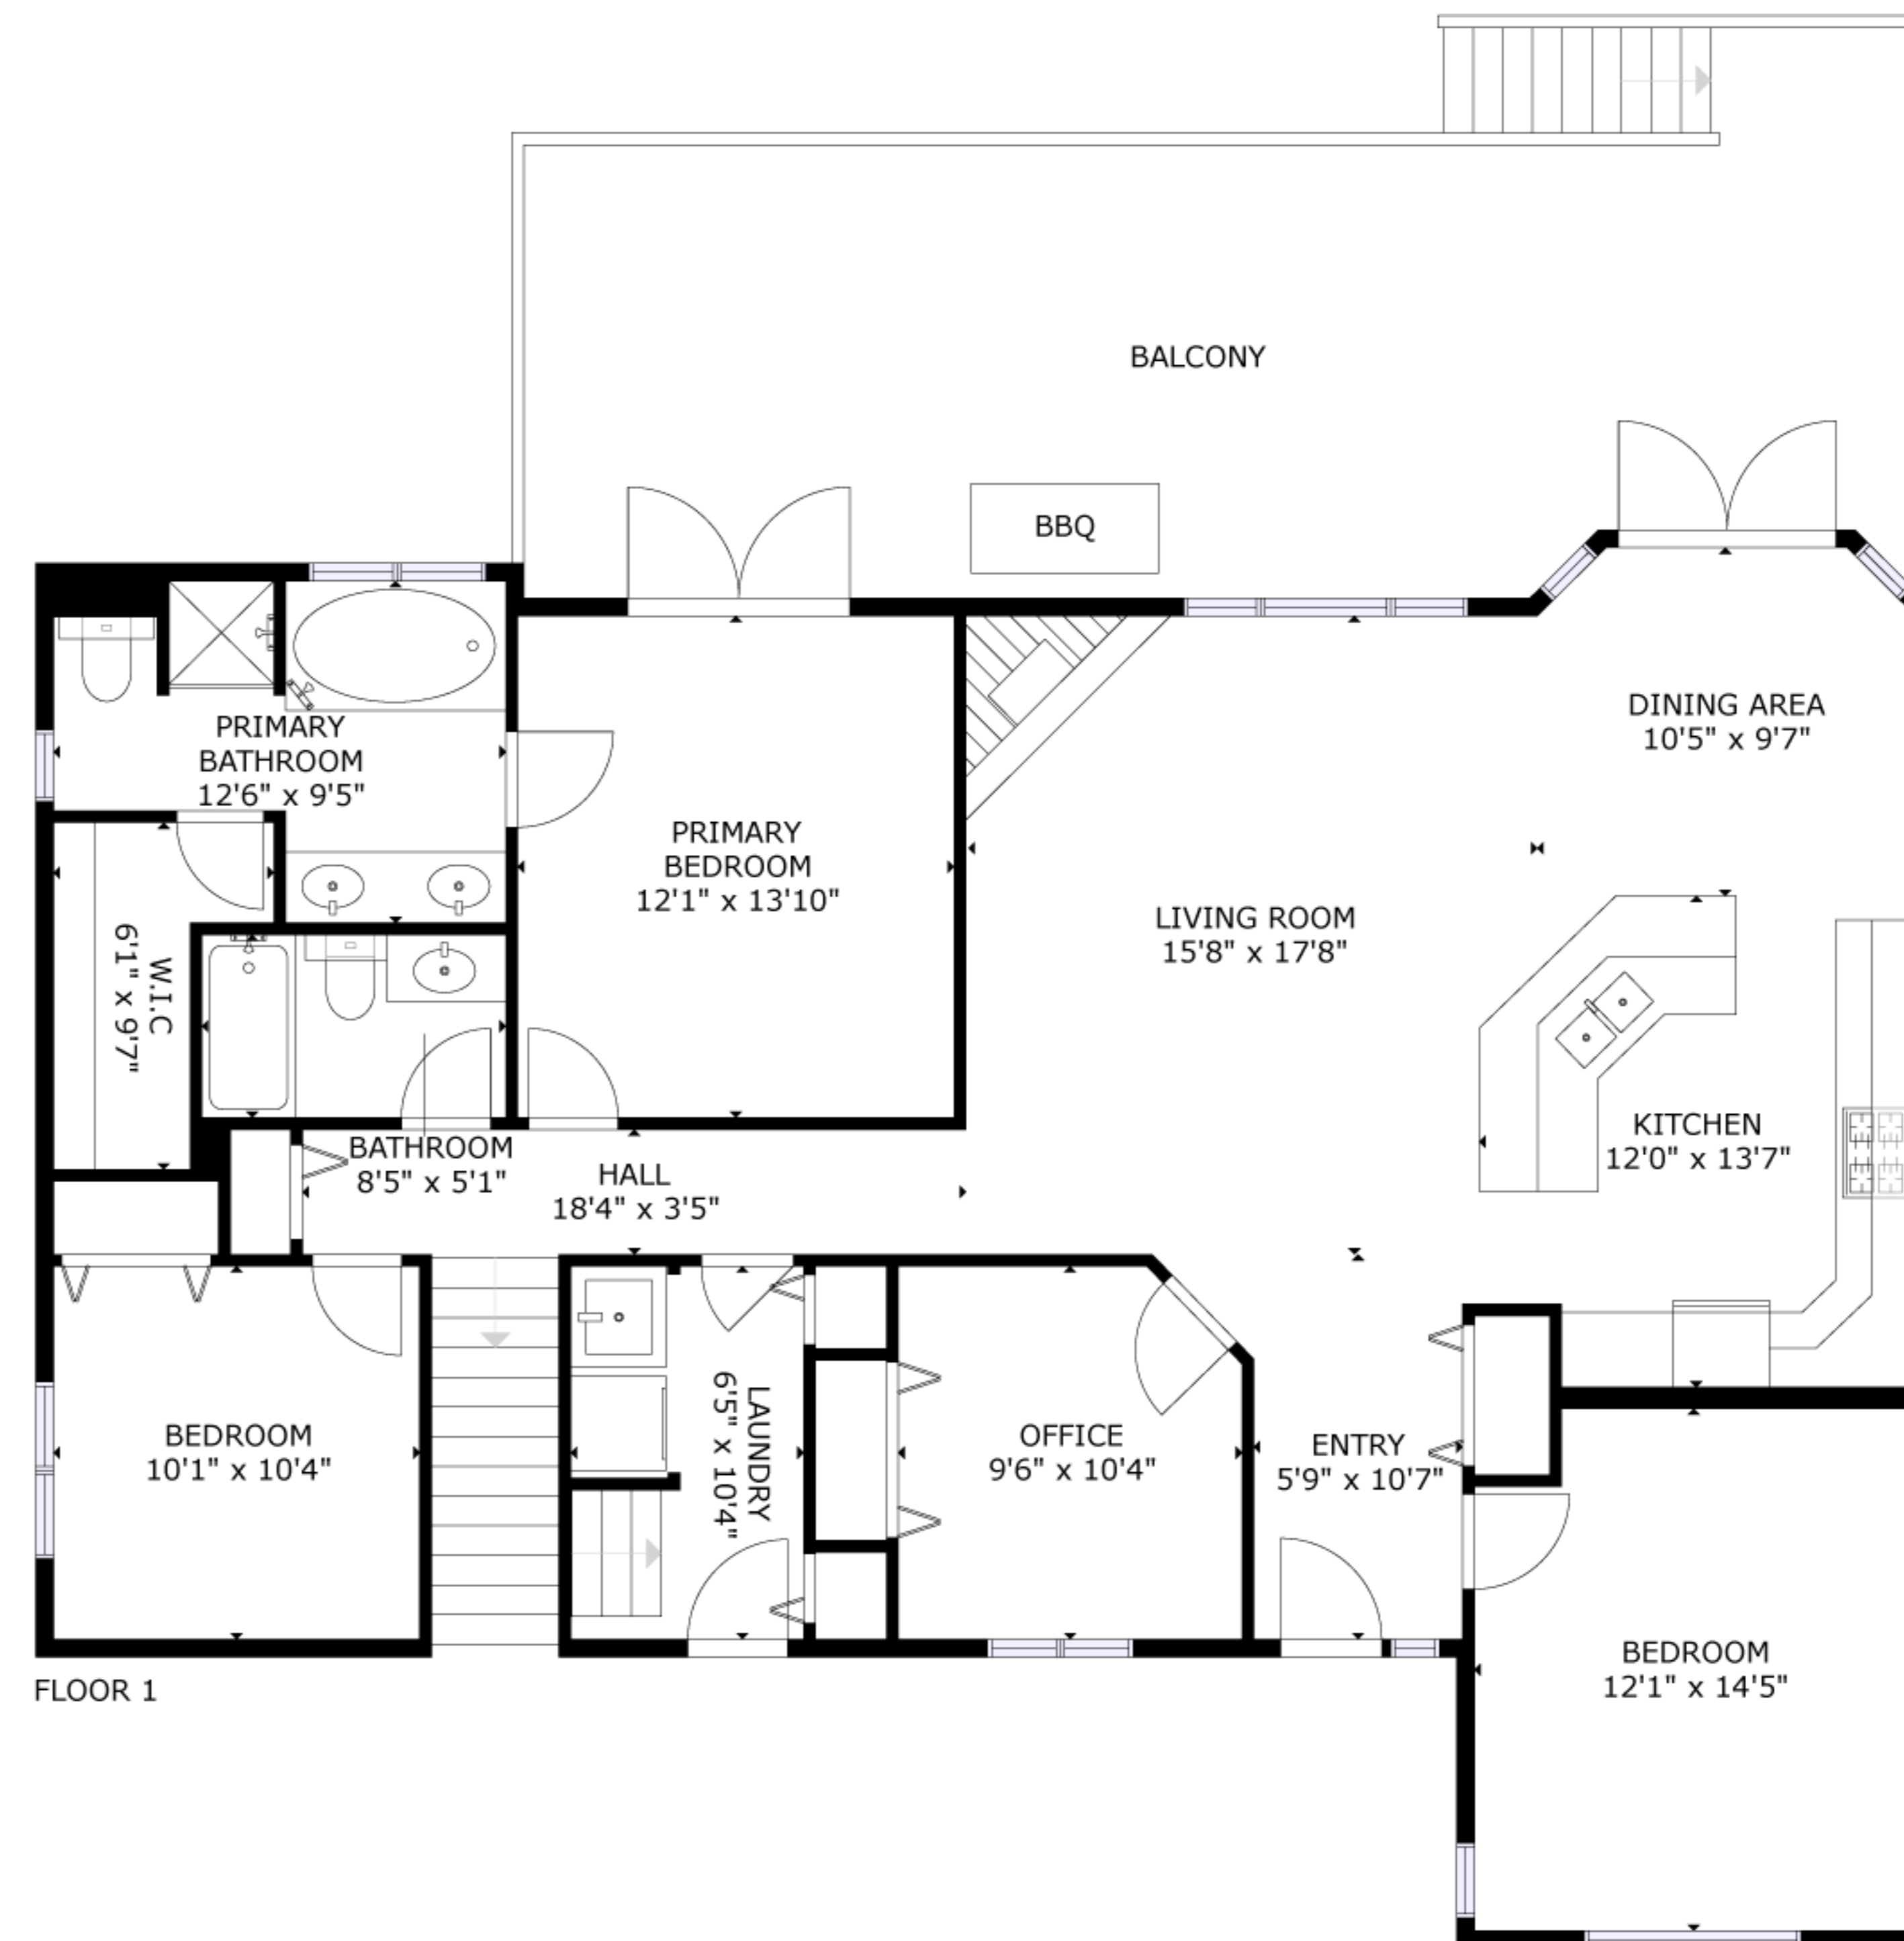 BALCONY
BBQ
DINING AREA
10'5" x 9'7"
PRIMARY
BATHROOM
12'6" x 9'5"
PRIMARY
BEDROOM
12'1" x 13'10"
LIVING ROOM
15'8" x 17'8"
W.I.C
6'1" x 9'7"
KITCHEN
12'0" x 13'7"
BATHROOM
8'5" x 5'1"
HALL
18'4" x 3'5"
BEDROOM
10'1" x 10'4"
LAUNDRY
6'5" x 10'4"
OFFICE
9'6" x 10'4"
ENTRY
5'9" x 10'7"
BEDROOM
12'1" x 14'5"
FLOOR 1